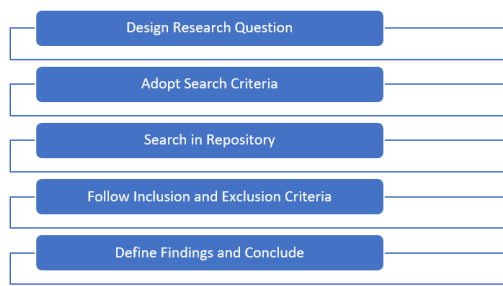 Design Research Question
Adopt Search Criteria
Search in Repository
Follow Inclusion and Exclusion Criteria
Define Findings and Conclude